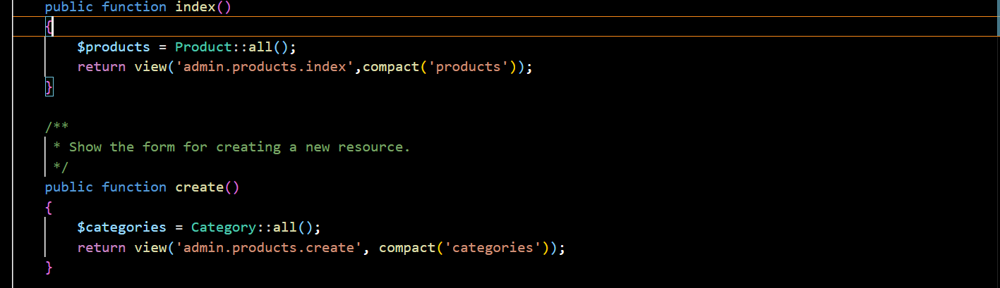 public function index()
{
$products = Product::all();
return view('admin.products.index',compact('products'));
}
/**
* Show the form for creating a new resource.
*/
public function create()
{
$categories = Category::all();
return view('admin.products.create', compact('categories'));
}